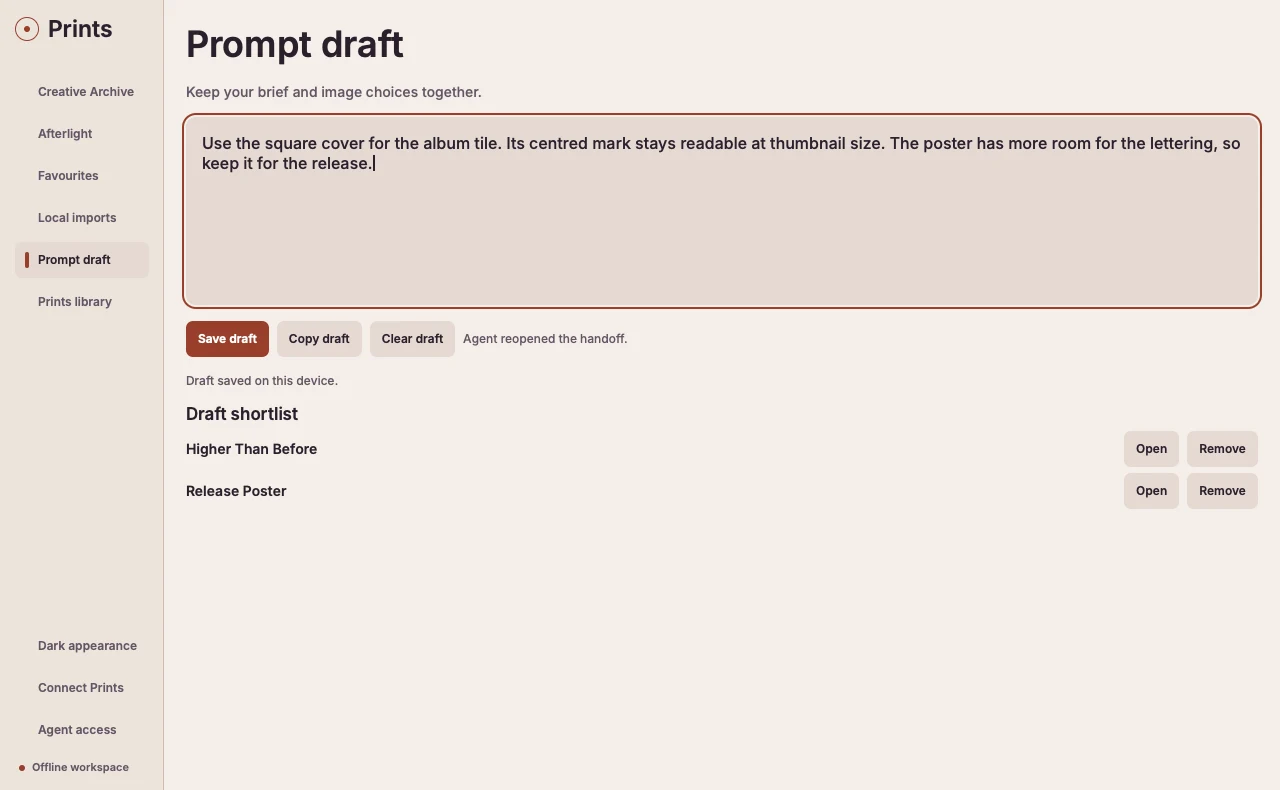 Prints
Creative Archive
Afterlight
Favourites
Local imports
Prompt draft
Prints library
Dark appearance
Connect Prints
Agent access
Offline workspace
Prompt draft
Keep your brief and image choices together.
Use the square cover for the album tile. Its centred mark stays readable at thumbnail size. The poster has more room for the lettering, so
keep it for the release.
Save draft Copy draft Clear draft Agent reopened the handoff.
Draft saved on this device.
Draft shortlist
Higher Than Before Open Remove
Release Poster Open Remove